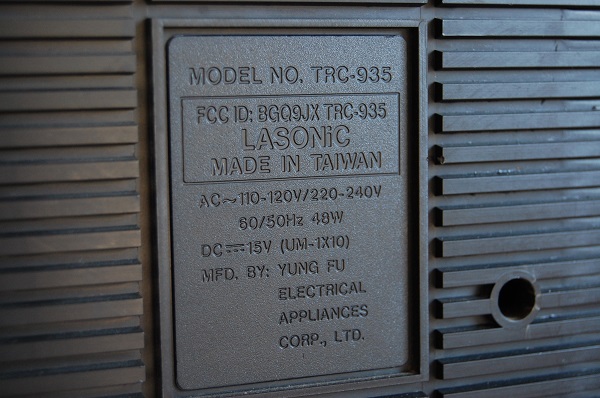 MODEL NO. TRC-935
FCC ID: BGQ9JX TRC-935
LASONiC
MADE IN TAIWAN
AC～110-120V/220-240V
60/50Hz 48W
DC⎓15V (UM-1X10)
MFD. BY: YUNG FU
ELECTRICAL
APPLIANCES
CORP., LTD.